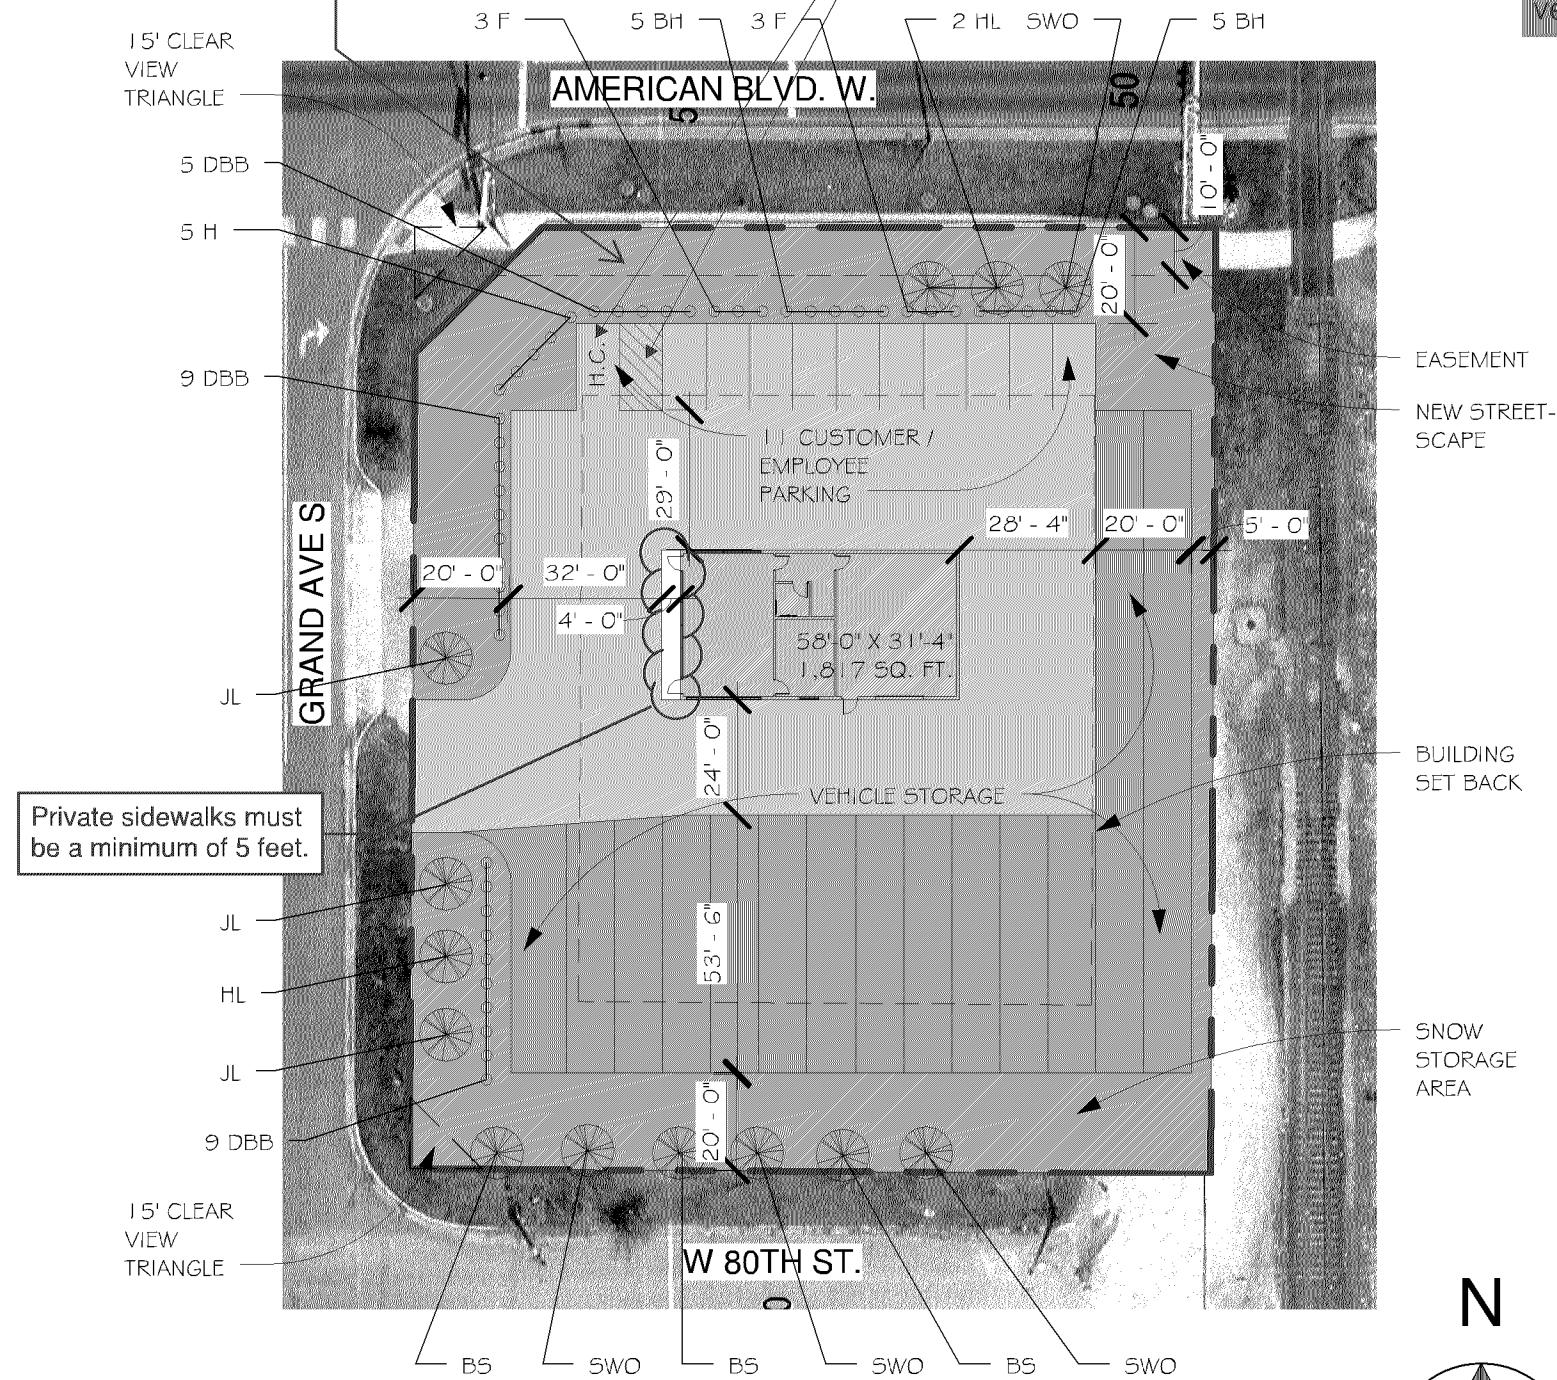 3 F
5 BH
3 F
2 HL
SWO
5 BH
15' CLEAR
VIEW
TRIANGLE
AMERICAN BLVD. W.
50
5 DBB
10' - 0"
5 H
20' - 0"
H.C.
9 DBB
EASEMENT
NEW STREET-
SCAPE
11 CUSTOMER /
EMPLOYEE
PARKING
29' - 0"
28' - 4"
20' - 0"
5' - 0"
20' - 0"
32' - 0"
4' - 0"
GRAND AVE S
58'-0" X 31'-4"
1,817 SQ. FT.
JL
24' - 0"
BUILDING
SET BACK
VEHICLE STORAGE
Private sidewalks must
be a minimum of 5 feet.
JL
53' - 6"
HL
SNOW
STORAGE
AREA
JL
20' - 0"
9 DBB
15' CLEAR
VIEW
TRIANGLE
W 80TH ST.
N
BS
SWO
BS
SWO
BS
SWO